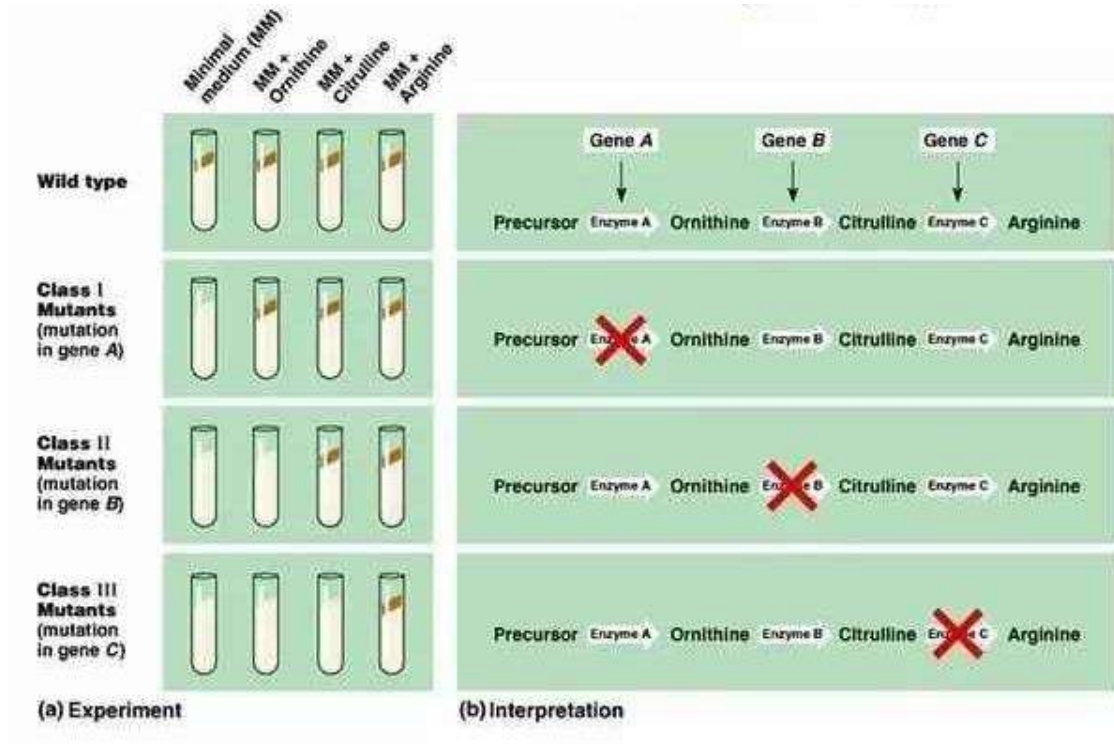 Minimal
medium (MM)
MM +
Ornithine
MM +
Citrulline
MM +
Arginine
Wild type
Gene A
Gene B
Gene C
Precursor Enzyme A Ornithine Enzyme B Citrulline Enzyme C Arginine
Class I
Mutants
(mutation
in gene A)
Precursor Enzyme A Ornithine Enzyme B Citrulline Enzyme C Arginine
Class II
Mutants
(mutation
in gene B)
Precursor Enzyme A Ornithine Enzyme B Citrulline Enzyme C Arginine
Class III
Mutants
(mutation
in gene C)
Precursor Enzyme A Ornithine Enzyme B Citrulline Enzyme C Arginine
(a) Experiment
(b) Interpretation